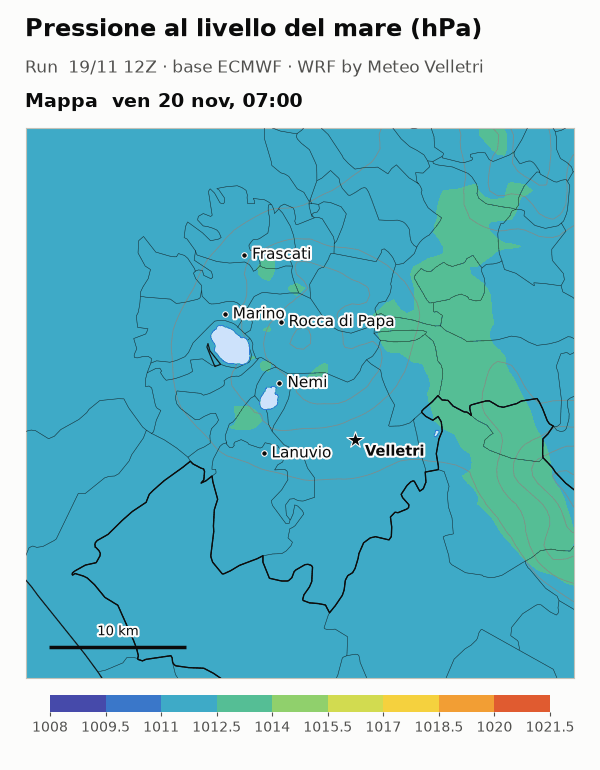 Pressione al livello del mare (hPa)
Run  19/11 12Z · base ECMWF · WRF by Meteo Velletri
Mappa  ven 20 nov, 07:00
Frascati
Marino
Rocca di Papa
Nemi
Velletri
Lanuvio
10 km
1008 1009.5 1011 1012.5 1014 1015.5 1017 1018.5 1020 1021.5